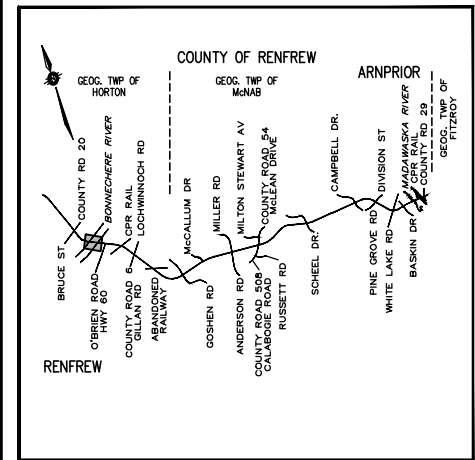 COUNTY OF RENFREW
GEOG. TWP OF
HORTON
GEOG. TWP OF
McNAB
ARNPRIOR
GEOG. TWP OF
FITZROY
BRUCE ST
COUNTY RD 20
BONNECHERE RIVER
O'BRIEN ROAD
HWY 60
CPR RAIL
LOCHWINNOCH RD
COUNTY ROAD 6
GILLAN RD
ABANDONED
RAILWAY
McCALLUM DR
GOSHEN RD
MILLER RD
ANDERSON RD
MILTON STEWART AV
COUNTY ROAD 54
McLEAN DRIVE
COUNTY ROAD 508
CALABOGIE ROAD
RUSSETT RD
SCHEEL DR.
CAMPBELL DR.
PINE GROVE RD
DIVISION ST
WHITE LAKE RD
MADAWASKA RIVER
CPR RAIL
COUNTY RD 29
BASKIN DR
RENFREW